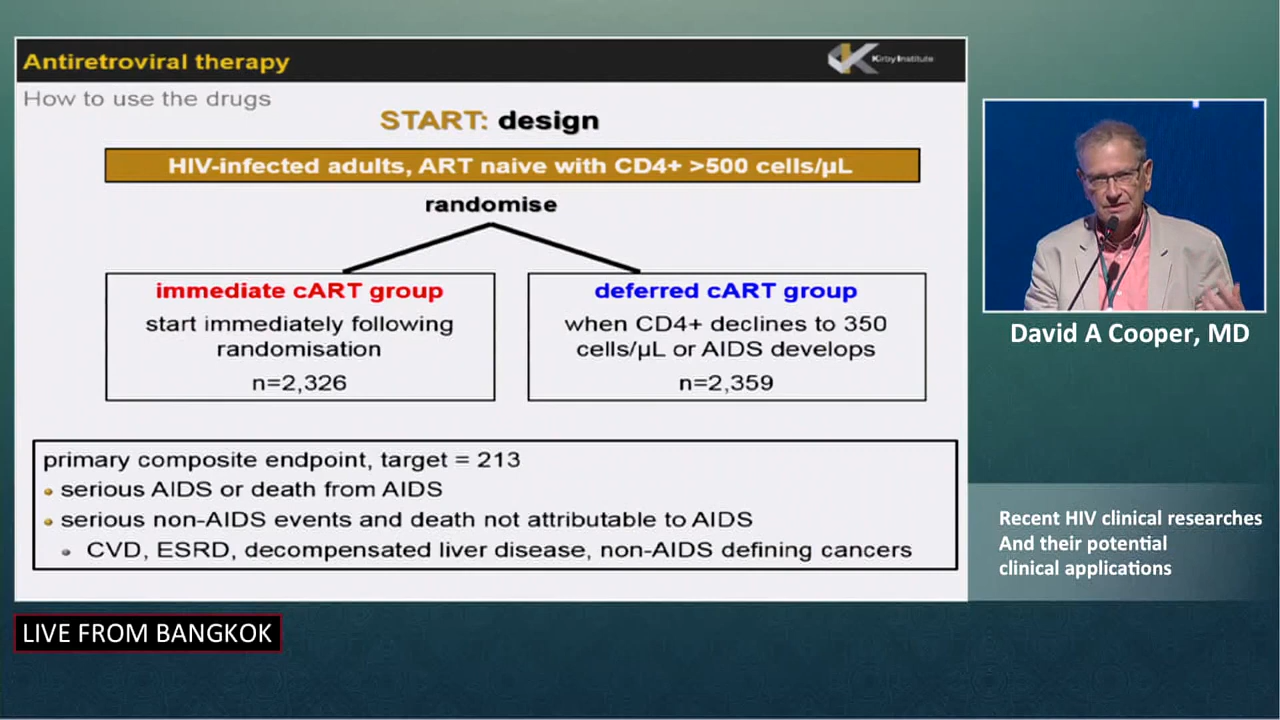 Antiretroviral therapy
Kirby Institute
How to use the drugs
START: design
HIV-infected adults, ART naive with CD4+ >500 cells/µL
randomise
immediate cART group
start immediately following
randomisation
n=2,326
deferred cART group
when CD4+ declines to 350
cells/µL or AIDS develops
n=2,359
primary composite endpoint, target = 213
• serious AIDS or death from AIDS
• serious non-AIDS events and death not attributable to AIDS
• CVD, ESRD, decompensated liver disease, non-AIDS defining cancers
David A Cooper, MD
Recent HIV clinical researches
And their potential
clinical applications
LIVE FROM BANGKOK